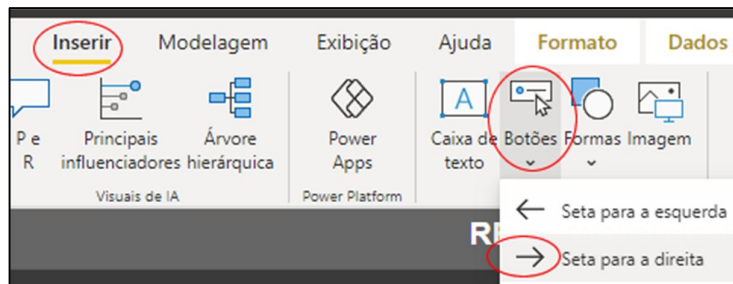 Inserir Modelagem Exibição Ajuda Formato Dados
P e Principais Árvore Power Caixa de Botões Formas Imagem
R influenciadores hierárquica Apps texto
Visuais de IA Power Platform
Seta para a esquerda
Seta para a direita